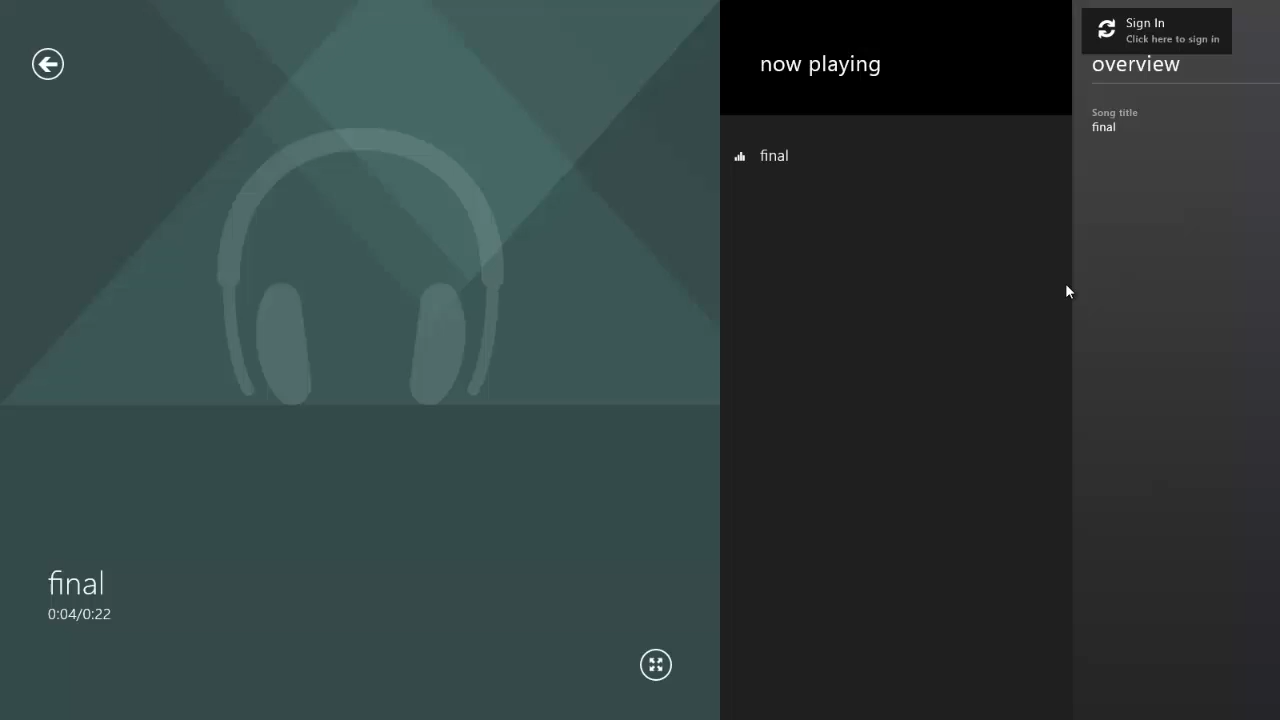 now playing
final
Sign In
Click here to sign in
overview
Song title
final
final
0:04/0:22